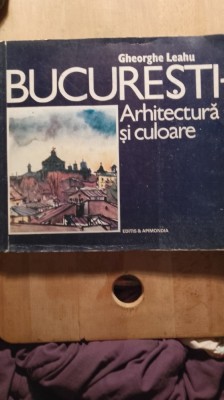 Gheorghe Leahu
BUCUREȘTI-
Arhitectură
și culoare